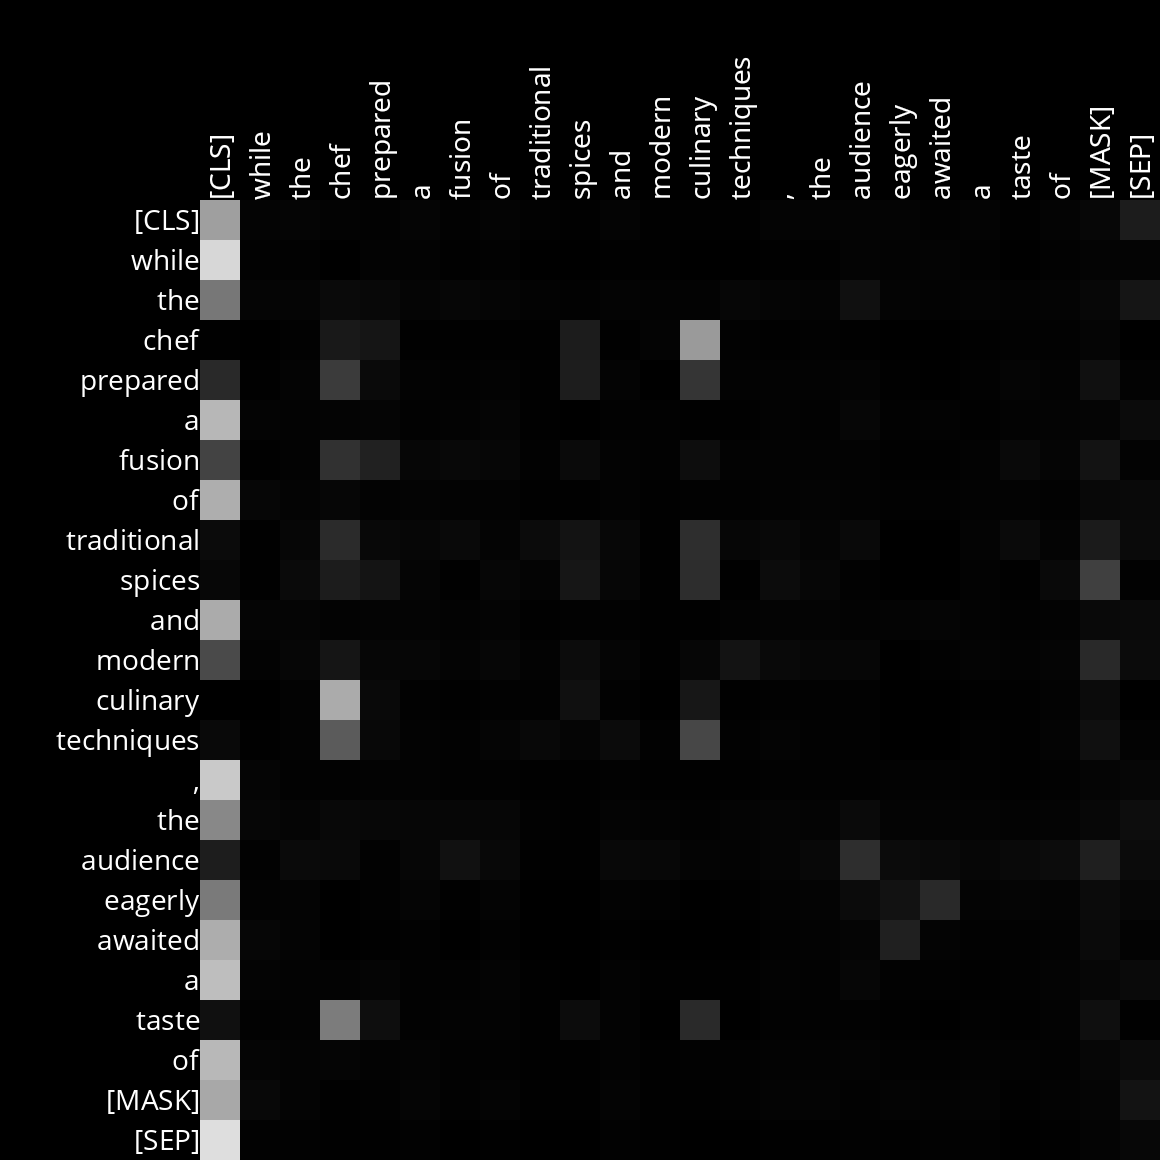 [CLS] while the chef prepared a fusion of traditional spices and modern culinary techniques , the audience eagerly awaited a taste of [MASK] [SEP]
[CLS]
while
the
chef
prepared
a
fusion
of
traditional
spices
and
modern
culinary
techniques
,
the
audience
eagerly
awaited
a
taste
of
[MASK]
[SEP]